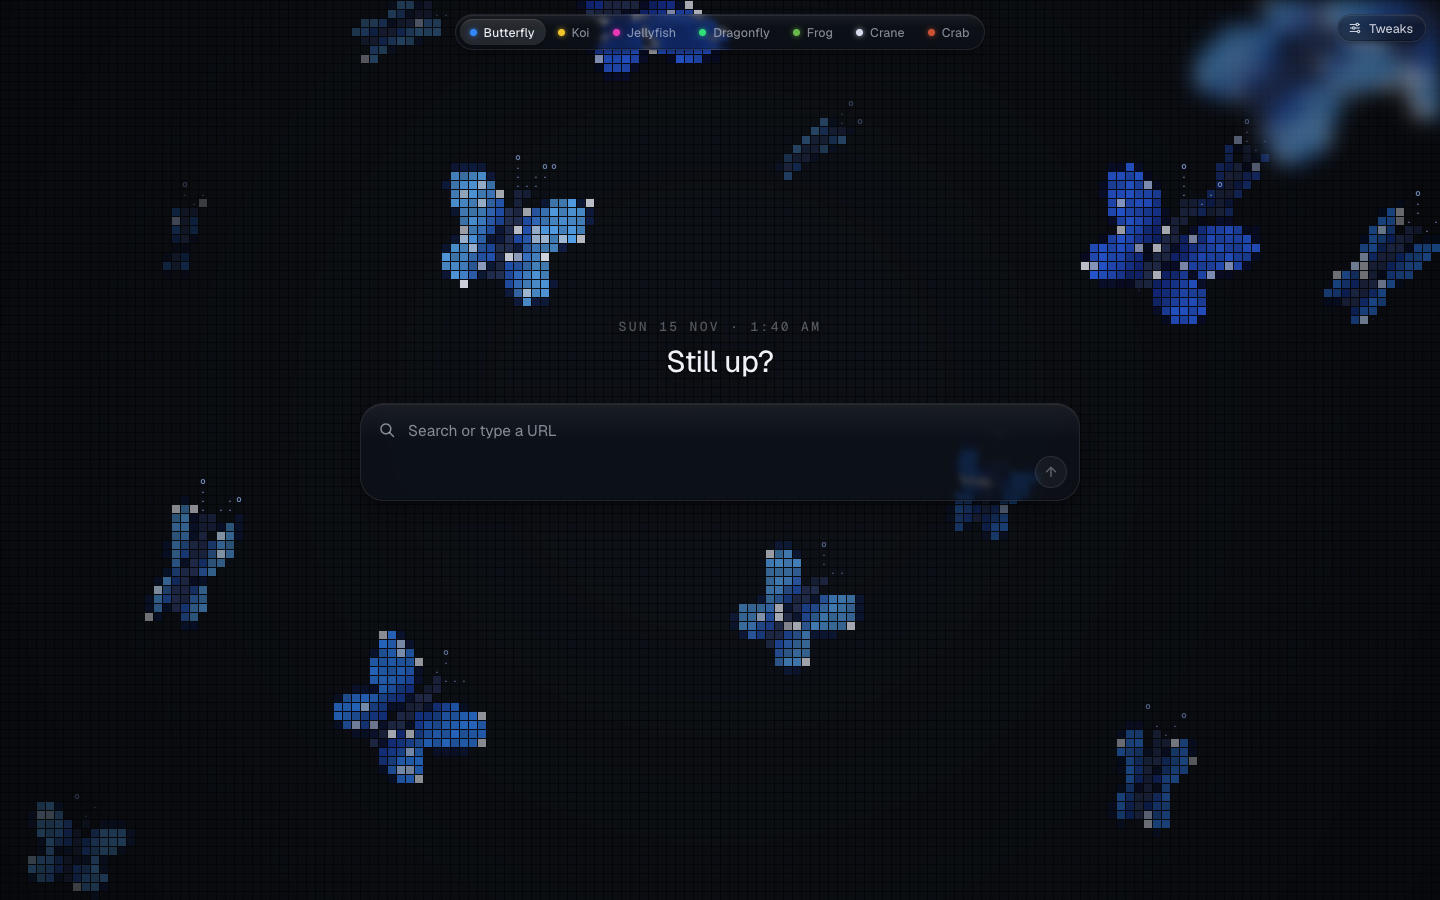 Butterfly Koi Jellyfish Dragonfly Frog Crane Crab Tweaks
SUN 15 NOV · 1:40 AM
Still up?
Search or type a URL